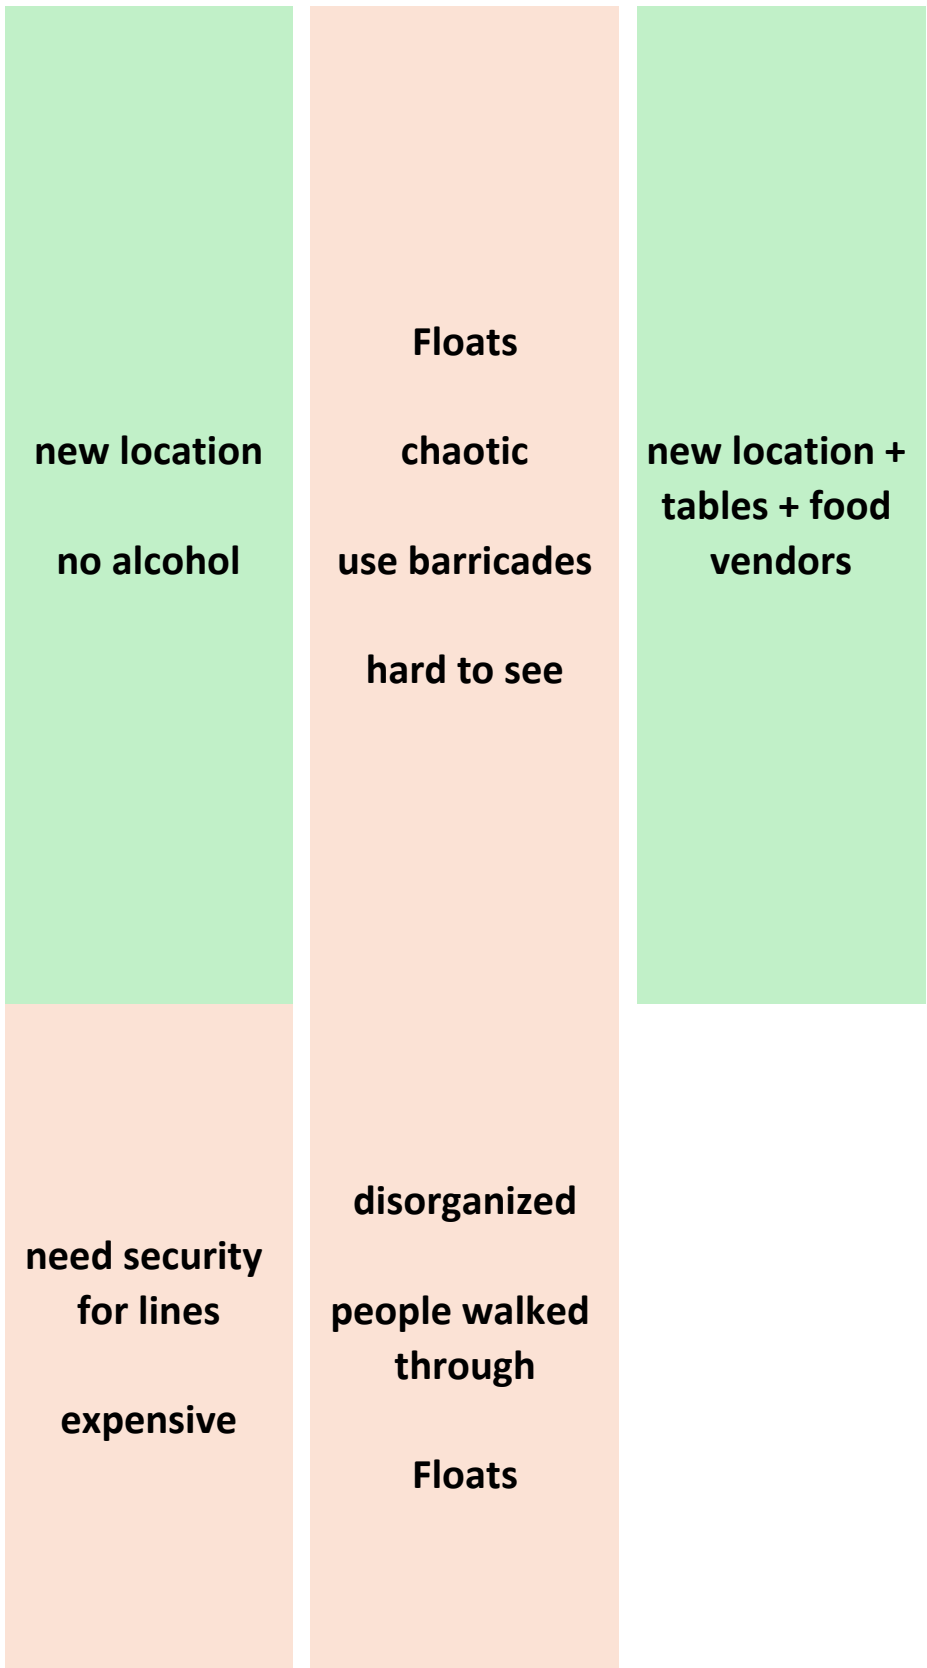 new location
no alcohol
Floats
chaotic
use barricades
hard to see
new location +
tables + food
vendors
need security
for lines
expensive
disorganized
people walked
through
Floats